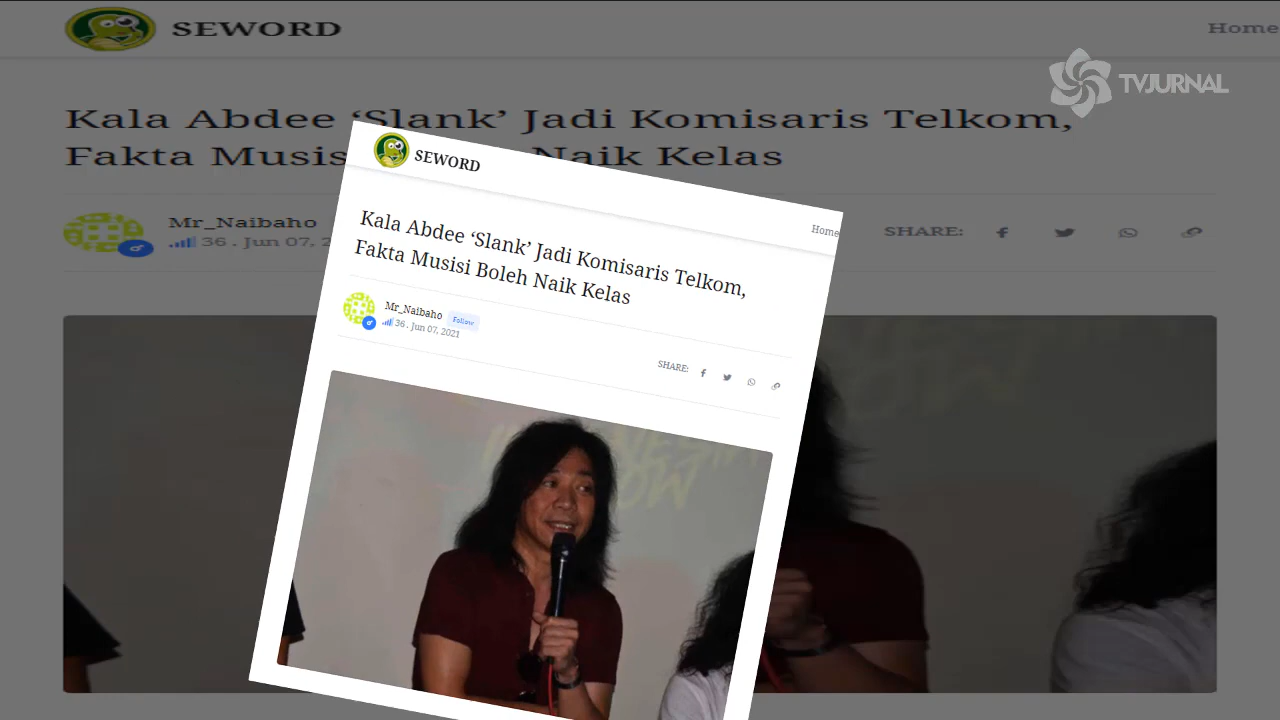 SEWORD
Home
TVJURNAL
Kala Abdee ‘Slank’ Jadi Komisaris Telkom,
Fakta Musisi Naik Kelas
Mr_Naibaho
36 . Jun 07, 2
SHARE:
SEWORD
Home
Kala Abdee ‘Slank’ Jadi Komisaris Telkom,
Fakta Musisi Boleh Naik Kelas
Mr_Naibaho Follow
36 . Jun 07, 2021
SHARE: